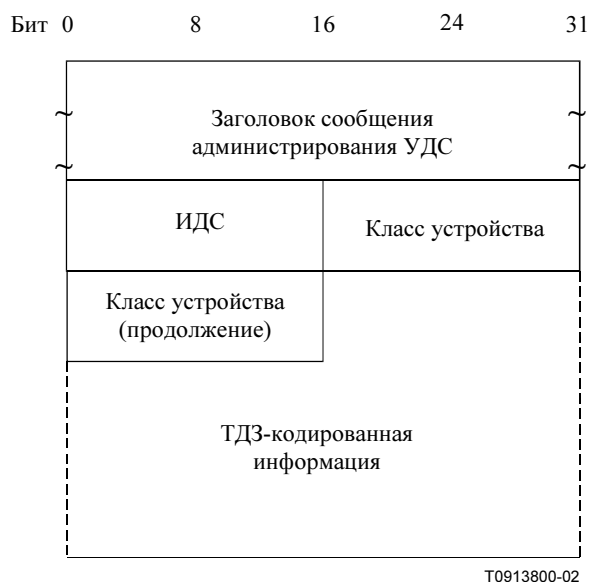 Бит 0 8 16 24 31
~ ~
Заголовок сообщения
администрирования УДС
~ ~
ИДС Класс устройства
Класс устройства
(продолжение)
ТДЗ-кодированная
информация
T0913800-02